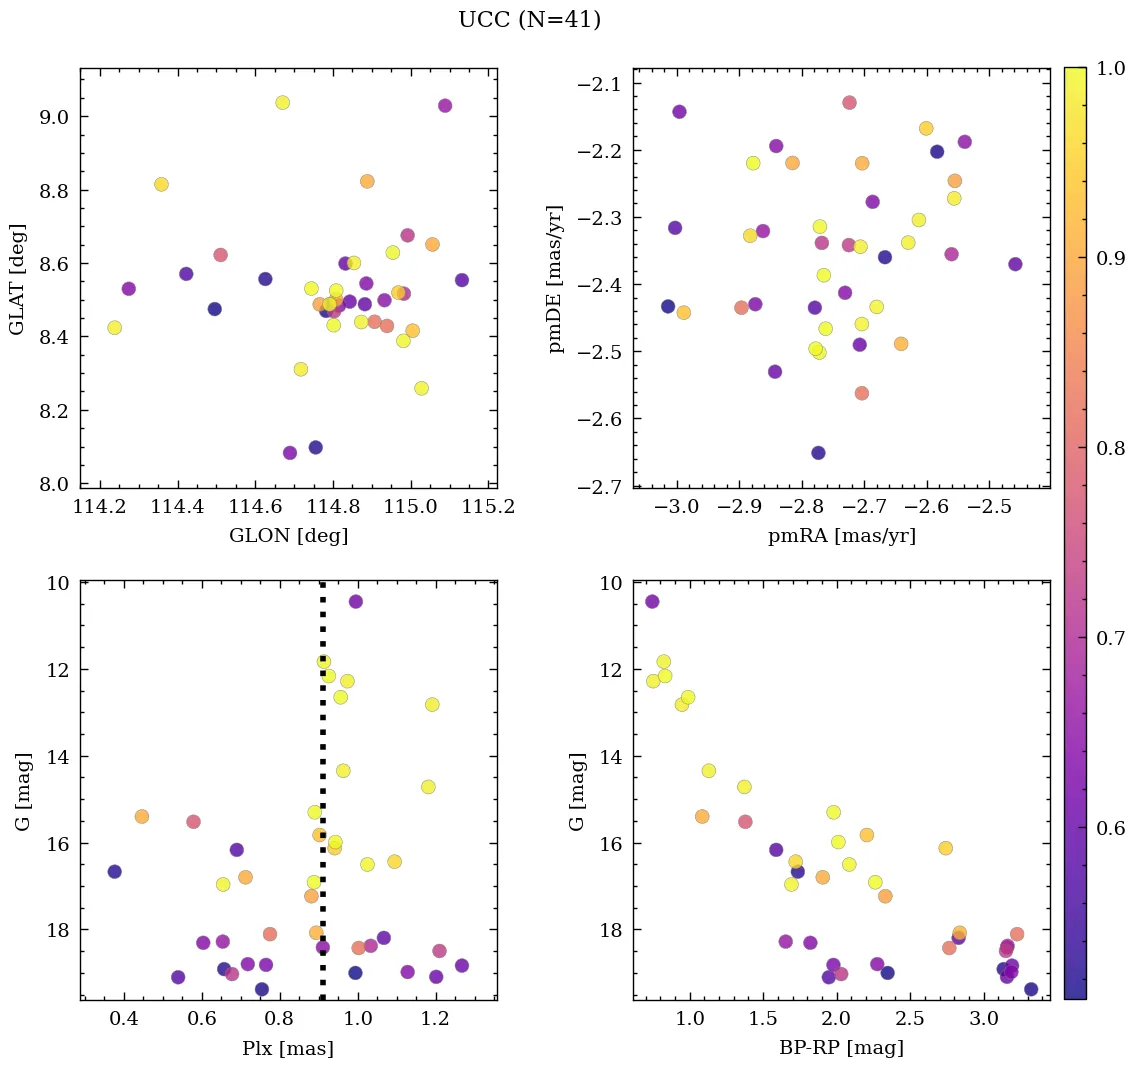 UCC (N=41)
9.0
8.8
8.6
8.4
8.2
8.0
GLAT [deg]
114.2 114.4 114.6 114.8 115.0 115.2
GLON [deg]
−2.1
−2.2
−2.3
−2.4
−2.5
−2.6
−2.7
pmDE [mas/yr]
−3.0 −2.9 −2.8 −2.7 −2.6 −2.5
pmRA [mas/yr]
10
12
14
16
18
G [mag]
0.4 0.6 0.8 1.0 1.2
Plx [mas]
10
12
14
16
18
G [mag]
1.0 1.5 2.0 2.5 3.0
BP-RP [mag]
1.0
0.9
0.8
0.7
0.6